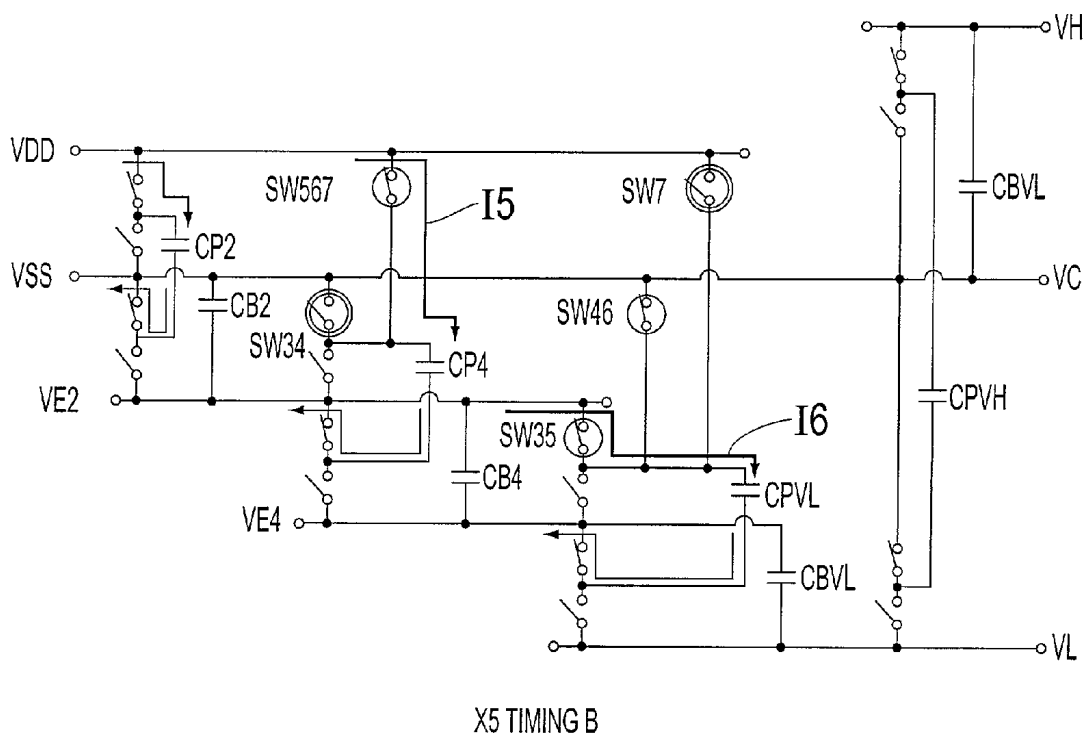 VH
VDD
SW567
I5
SW7
CP2
CBVL
VSS
VC
CB2
SW34
SW46
CP4
VE2
CPVH
SW35
I6
CB4
CPVL
VE4
CBVL
VL
X5 TIMING B